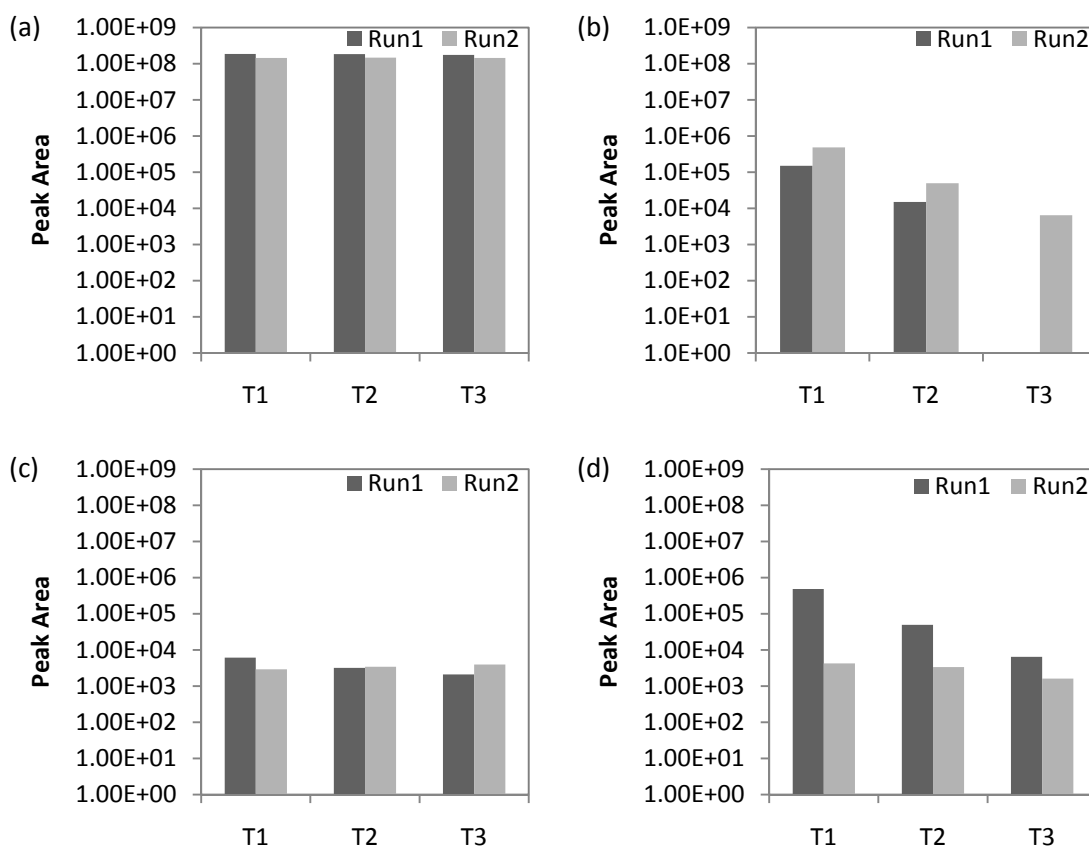 (a)
Peak Area
1.00E+09
1.00E+08
1.00E+07
1.00E+06
1.00E+05
1.00E+04
1.00E+03
1.00E+02
1.00E+01
1.00E+00
Run1 Run2
T1 T2 T3
(b)
Peak Area
1.0E+09
1.0E+08
1.0E+07
1.0E+06
1.0E+05
1.0E+04
1.0E+03
1.0E+02
1.0E+01
1.0E+00
Run1 Run2
T1 T2 T3
(c)
Peak Area
1.00E+09
1.00E+08
1.00E+07
1.00E+06
1.00E+05
1.00E+04
1.00E+03
1.00E+02
1.00E+01
1.00E+00
Run1 Run2
T1 T2 T3
(d)
Peak Area
1.00E+09
1.00E+08
1.00E+07
1.00E+06
1.00E+05
1.00E+04
1.00E+03
1.00E+02
1.00E+01
1.00E+00
Run1 Run2
T1 T2 T3